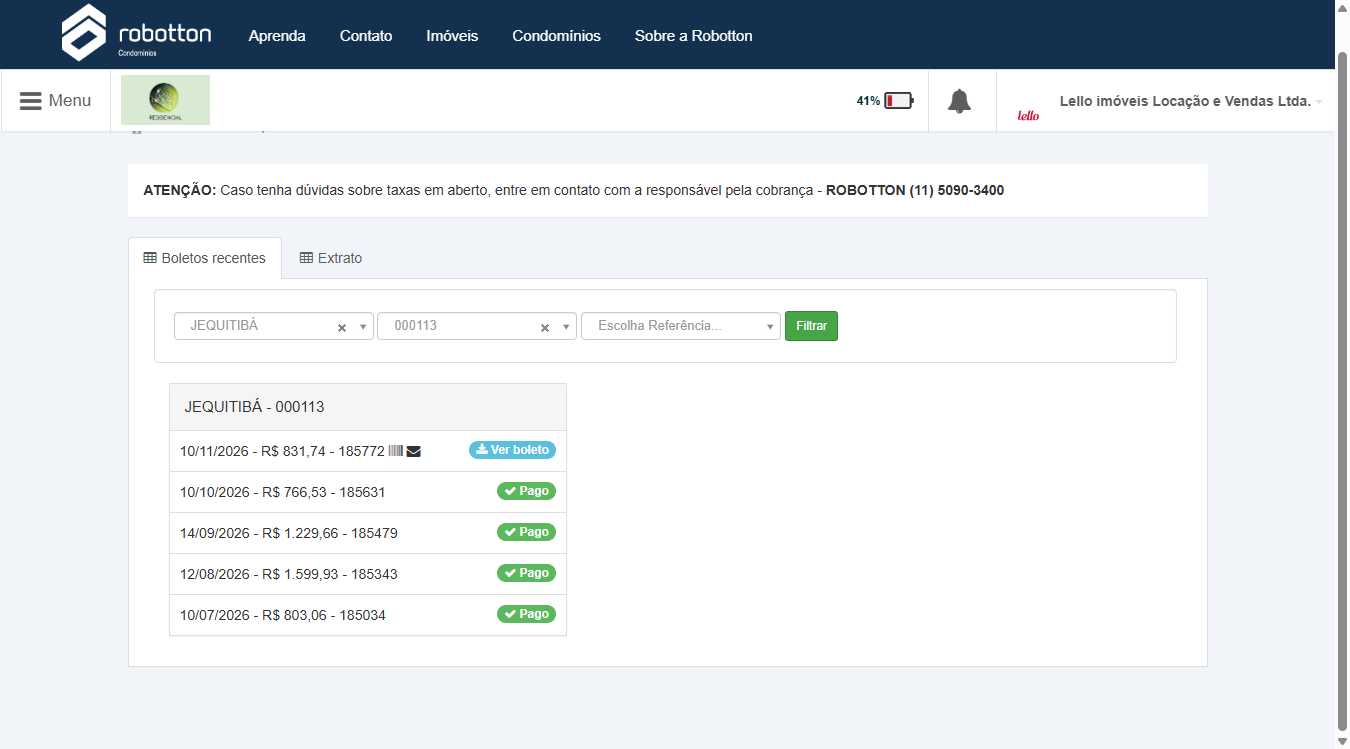 robotton
Condomínios
Aprenda
Contato
Imóveis
Condomínios
Sobre a Robotton
Menu
RESIDENCIAL
41%
lello
Lello imóveis Locação e Vendas Ltda.
ATENÇÃO: Caso tenha dúvidas sobre taxas em aberto, entre em contato com a responsável pela cobrança - ROBOTTON (11) 5090-3400
Boletos recentes
Extrato
JEQUITIBÁ
000113
Escolha Referência...
Filtrar
JEQUITIBÁ - 000113
10/11/2026 - R$ 831,74 - 185772 Ver boleto
10/10/2026 - R$ 766,53 - 185631 Pago
14/09/2026 - R$ 1.229,66 - 185479 Pago
12/08/2026 - R$ 1.599,93 - 185343 Pago
10/07/2026 - R$ 803,06 - 185034 Pago